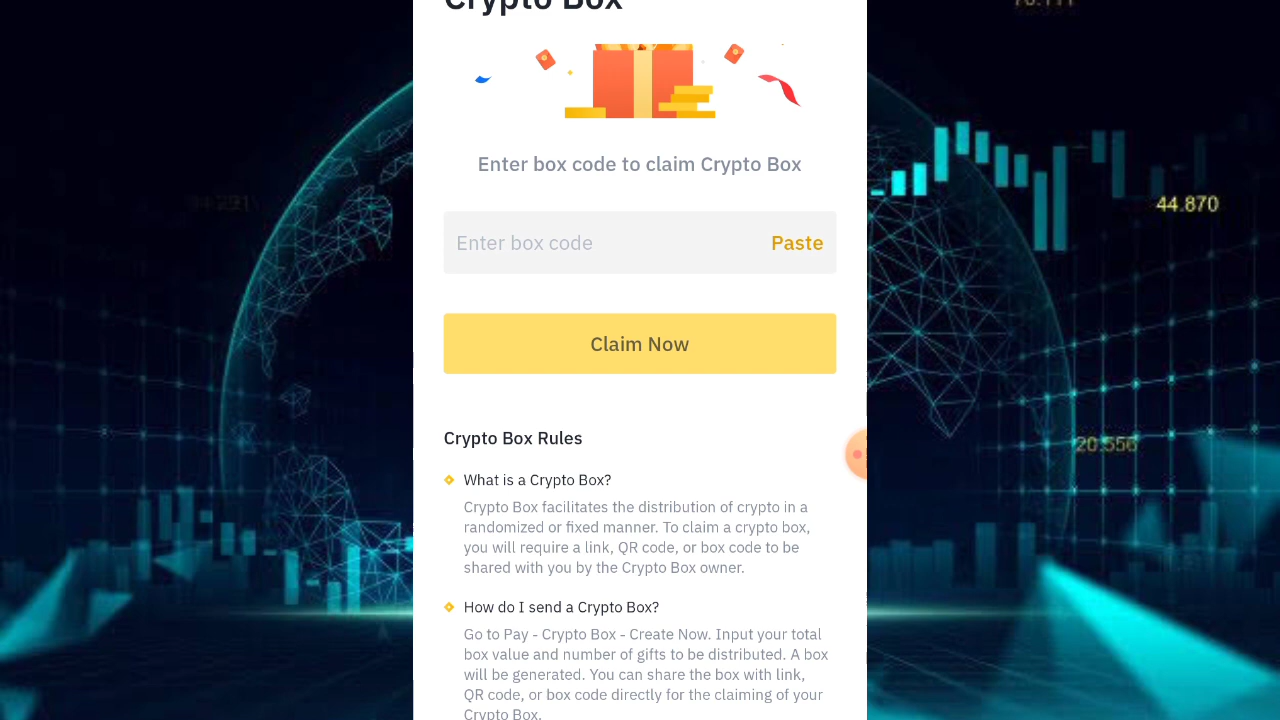 Crypto Box
Enter box code to claim Crypto Box
Enter box code
Paste
Claim Now
44.870
20.556
Crypto Box Rules
What is a Crypto Box?
Crypto Box facilitates the distribution of crypto in a
randomized or fixed manner. To claim a crypto box,
you will require a link, QR code, or box code to be
shared with you by the Crypto Box owner.
How do I send a Crypto Box?
Go to Pay - Crypto Box - Create Now. Input your total
box value and number of gifts to be distributed. A box
will be generated. You can share the box with link,
QR code, or box code directly for the claiming of your
Crypto Box.